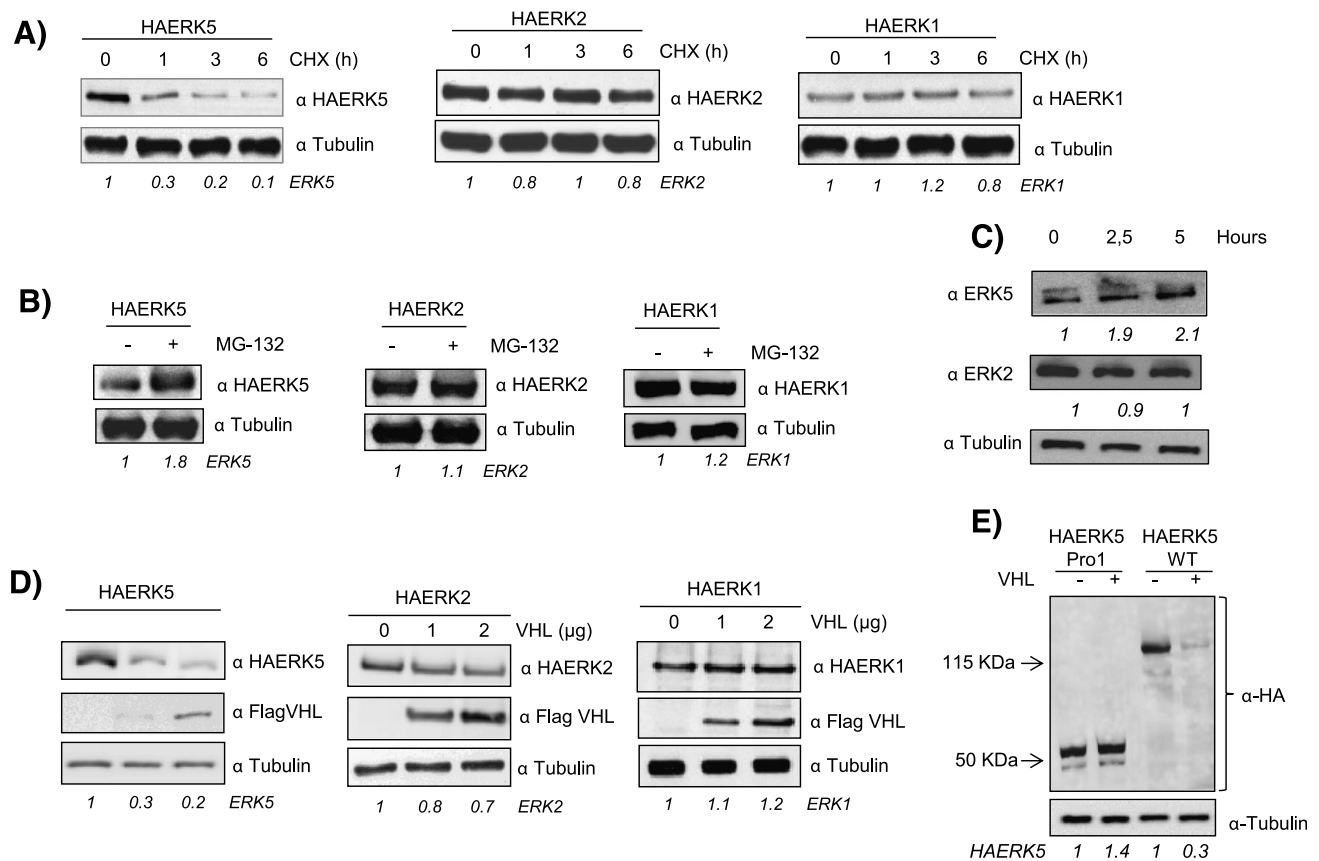 A)
HAERK5
0 1 3 6 CHX (h)
α HAERK5
α Tubulin
1 0.3 0.2 0.1 ERK5
HAERK2
0 1 3 6 CHX (h)
α HAERK2
α Tubulin
1 0.8 1 0.8 ERK2
HAERK1
0 1 3 6 CHX (h)
α HAERK1
α Tubulin
1 1 1.2 0.8 ERK1
B)
HAERK5
- + MG-132
α HAERK5
α Tubulin
1 1.8 ERK5
HAERK2
- + MG-132
α HAERK2
α Tubulin
1 1.1 ERK2
HAERK1
- + MG-132
α HAERK1
α Tubulin
1 1.2 ERK1
C)
0 2,5 5 Hours
α ERK5
1 1.9 2.1
α ERK2
1 0.9 1
α Tubulin
D)
HAERK5
α HAERK5
α FlagVHL
α Tubulin
1 0.3 0.2 ERK5
HAERK2
0 1 2 VHL (µg)
α HAERK2
α Flag VHL
α Tubulin
1 0.8 0.7 ERK2
HAERK1
0 1 2 VHL (µg)
α HAERK1
α Flag VHL
α Tubulin
1 1.1 1.2 ERK1
E)
HAERK5 HAERK5
Pro1 WT
VHL - + - +
115 KDa
α-HA
50 KDa
α-Tubulin
HAERK5 1 1.4 1 0.3